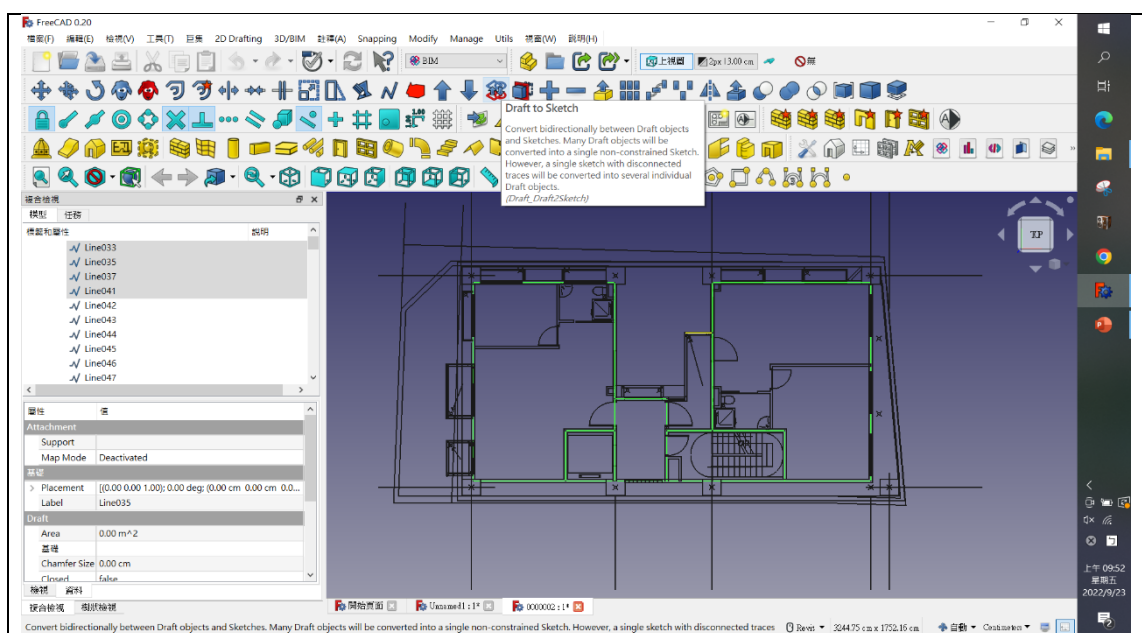 FreeCAD 0.20
檔案(F) 編輯(E) 檢視(V) 工具(T) 巨集 2D Drafting 3D/BIM 註釋(A) Snapping Modify Manage Utils 視窗(W) 說明(H)
BIM
上視圖
2px | 3.00 cm
無
Draft to Sketch
Convert bidirectionally between Draft objects
and Sketches. Many Draft objects will be
converted into a single non-constrained Sketch.
However, a single sketch with disconnected
traces will be converted into several individual
Draft objects.
(Draft_Draft2Sketch)
複合檢視
模型 任務
標籤和屬性 說明
Line033
Line035
Line037
Line041
Line042
Line043
Line044
Line045
Line046
Line047
屬性 值
Attachment
Support
Map Mode Deactivated
基礎
Placement [(0.00 0.00 1.00); 0.00 deg; (0.00 cm 0.00 cm 0.0...
Label Line035
Draft
Area 0.00 m^2
基礎
Chamfer Size 0.00 cm
Closed false
檢視 資料
複合檢視 樹狀檢視
開始頁面
Unnamed1 : 1*
0000002 : 1*
Convert bidirectionally between Draft objects and Sketches. Many Draft objects will be converted into a single non-constrained Sketch. However, a single sketch with disconnected traces
Revit
3244.75 cm x 1752.16 cm
自動
Centimeters
上午 09:52
星期五
2022/9/23